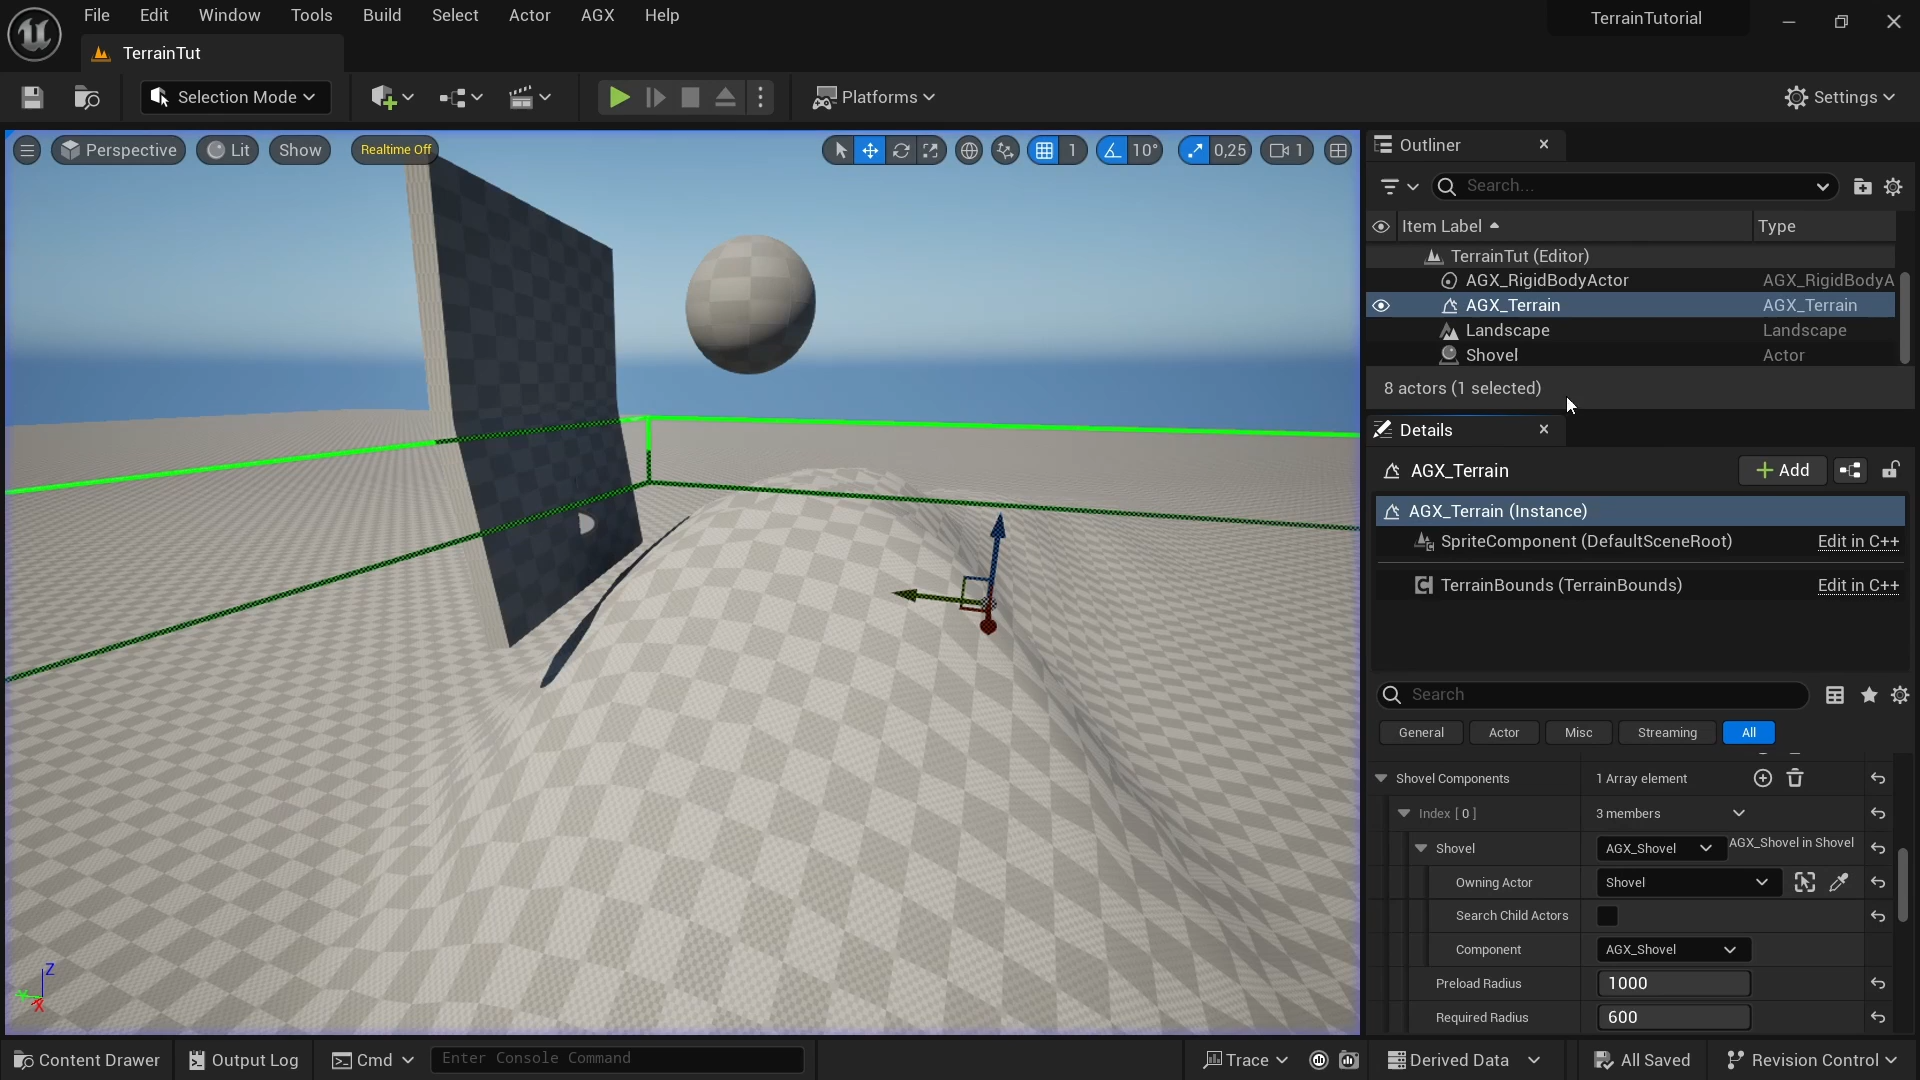 File Edit Window Tools Build Select Actor AGX Help
TerrainTutorial
TerrainTut
Selection Mode
Platforms
Settings
Perspective Lit Show Realtime Off
1 10° 0,25 1
Outliner
Search...
Item Label Type
TerrainTut (Editor)
AGX_RigidBodyActor AGX_RigidBodyA
AGX_Terrain AGX_Terrain
Landscape Landscape
Shovel Actor
8 actors (1 selected)
Details
AGX_Terrain Add
AGX_Terrain (Instance)
SpriteComponent (DefaultSceneRoot) Edit in C++
TerrainBounds (TerrainBounds) Edit in C++
Search
General Actor Misc Streaming All
Shovel Components 1 Array element
Index [ 0 ] 3 members
Shovel AGX_Shovel AGX_Shovel in Shovel
Owning Actor Shovel
Search Child Actors
Component AGX_Shovel
Preload Radius 1000
Required Radius 600
Z
X
Content Drawer Output Log Cmd Enter Console Command Trace Derived Data All Saved Revision Control